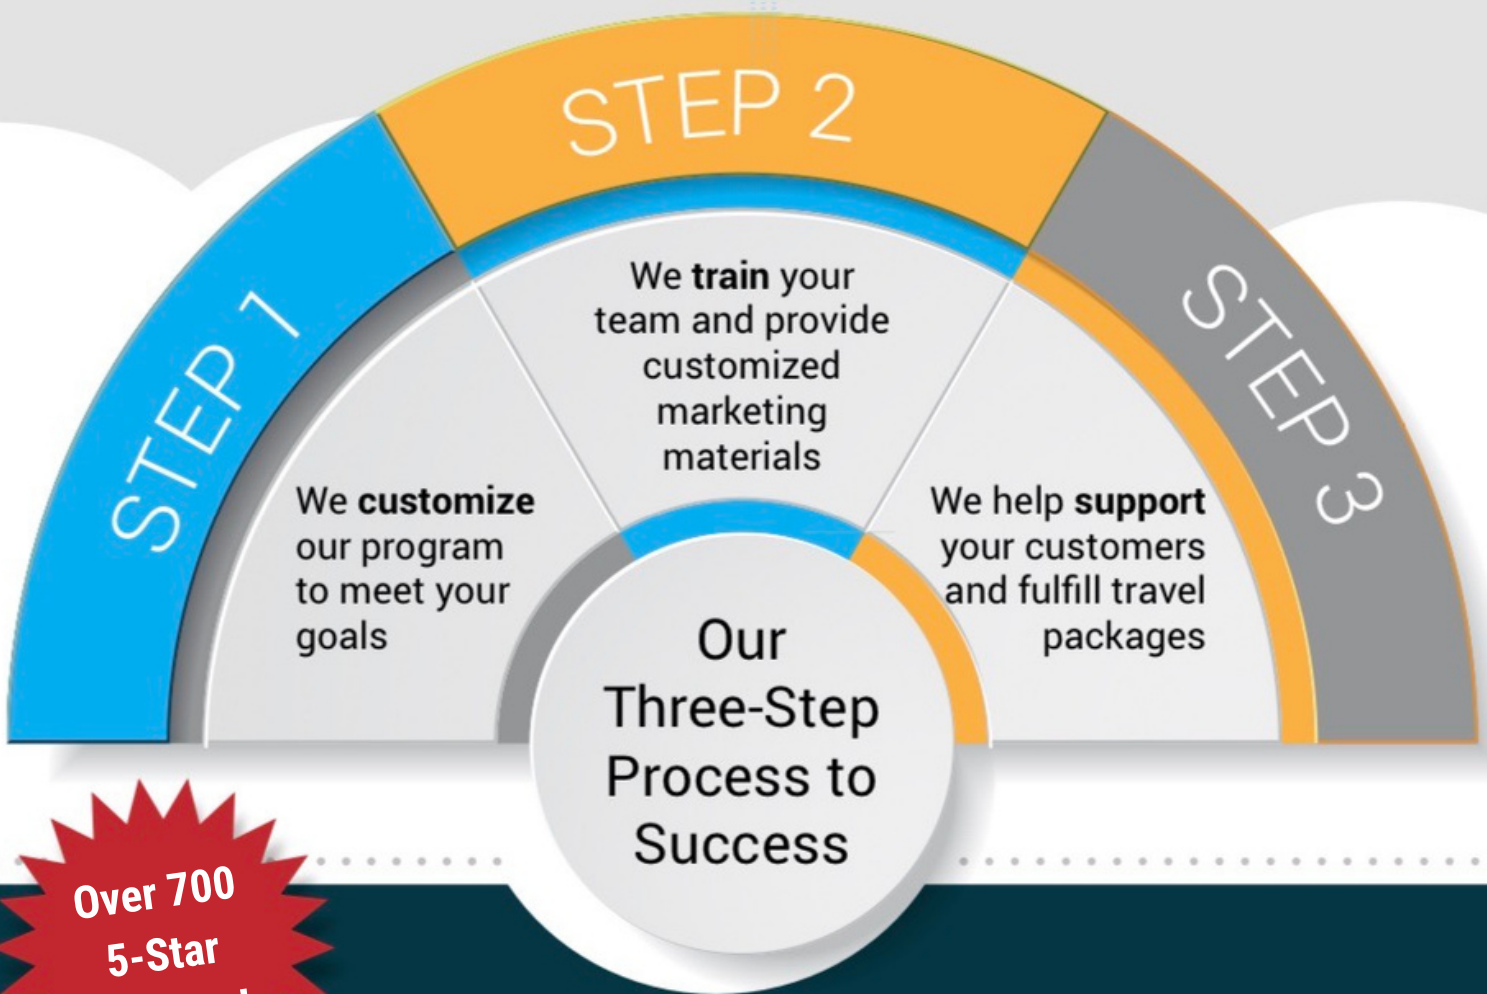 STEP 1
STEP 2
STEP 3
We customize
our program
to meet your
goals
We train your
team and provide
customized
marketing
materials
We help support
your customers
and fulfill travel
packages
Our
Three-Step
Process to
Success
Over 700
5-Star